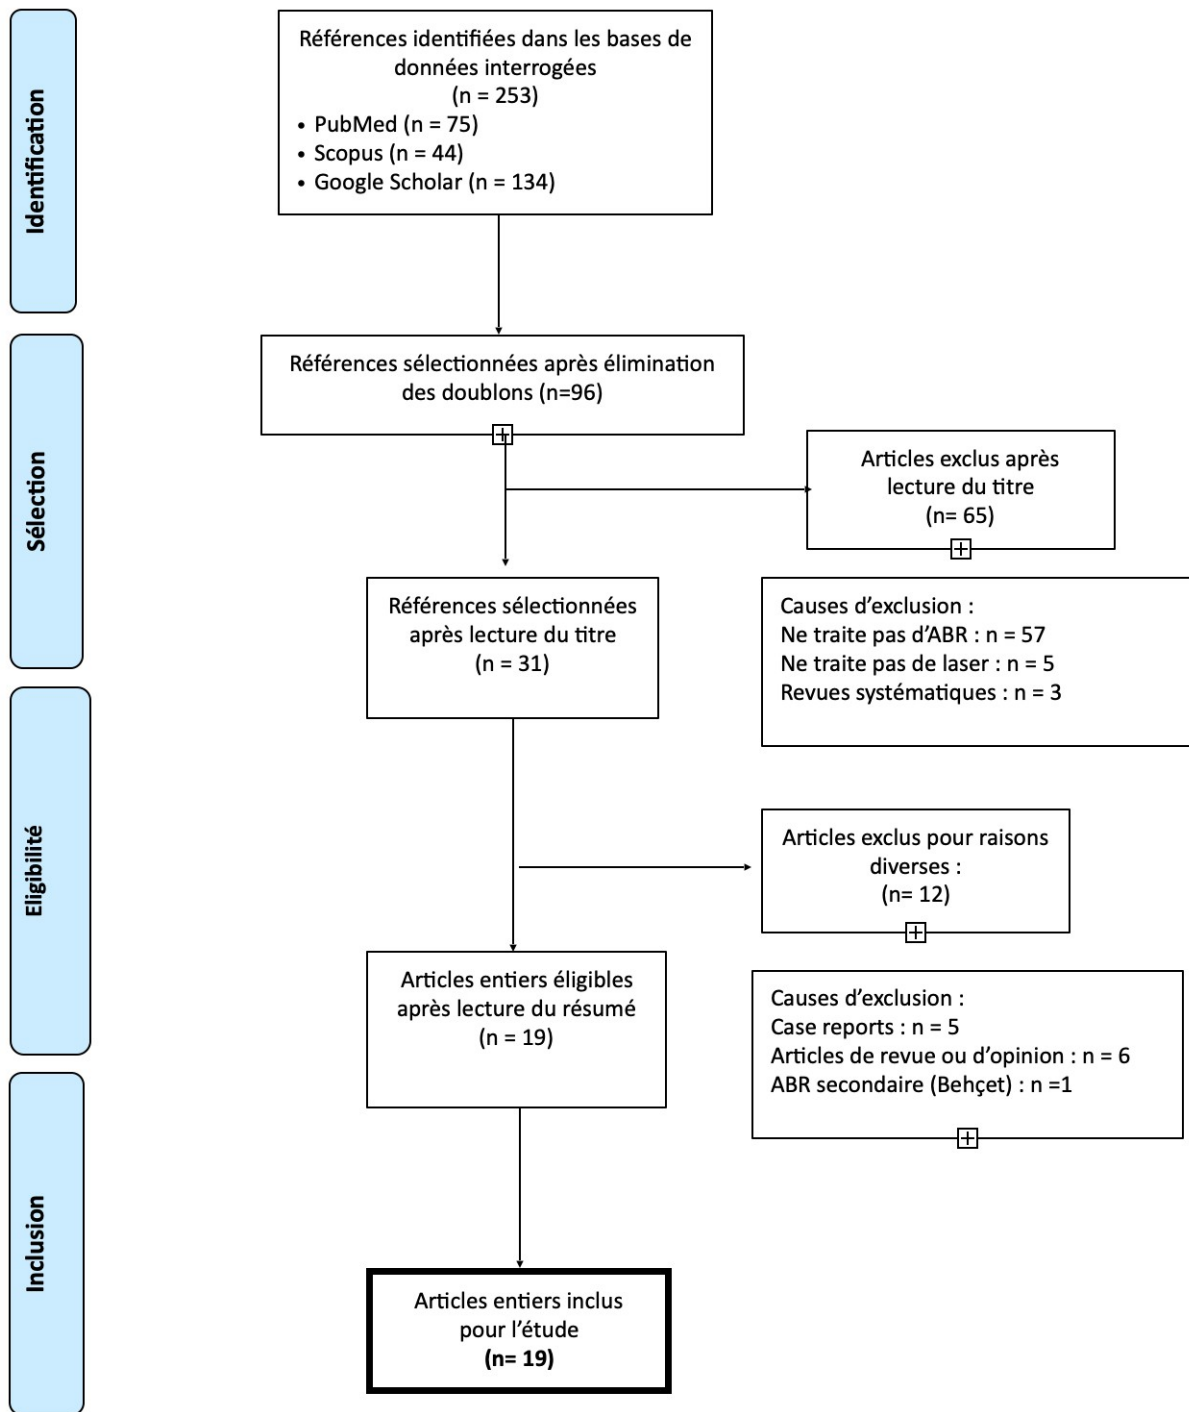 Identification
Références identifiées dans les bases de
données interrogées
(n = 253)
• PubMed (n = 75)
• Scopus (n = 44)
• Google Scholar (n = 134)
Sélection
Références sélectionnées après élimination
des doublons (n=96)
Articles exclus après
lecture du titre
(n= 65)
Références sélectionnées
après lecture du titre
(n = 31)
Causes d’exclusion :
Ne traite pas d’ABR : n = 57
Ne traite pas de laser : n = 5
Revues systématiques : n = 3
Eligibilité
Articles exclus pour raisons
diverses :
(n= 12)
Articles entiers éligibles
après lecture du résumé
(n = 19)
Causes d’exclusion :
Case reports : n = 5
Articles de revue ou d’opinion : n = 6
ABR secondaire (Behçet) : n =1
Inclusion
Articles entiers inclus
pour l’étude
(n= 19)